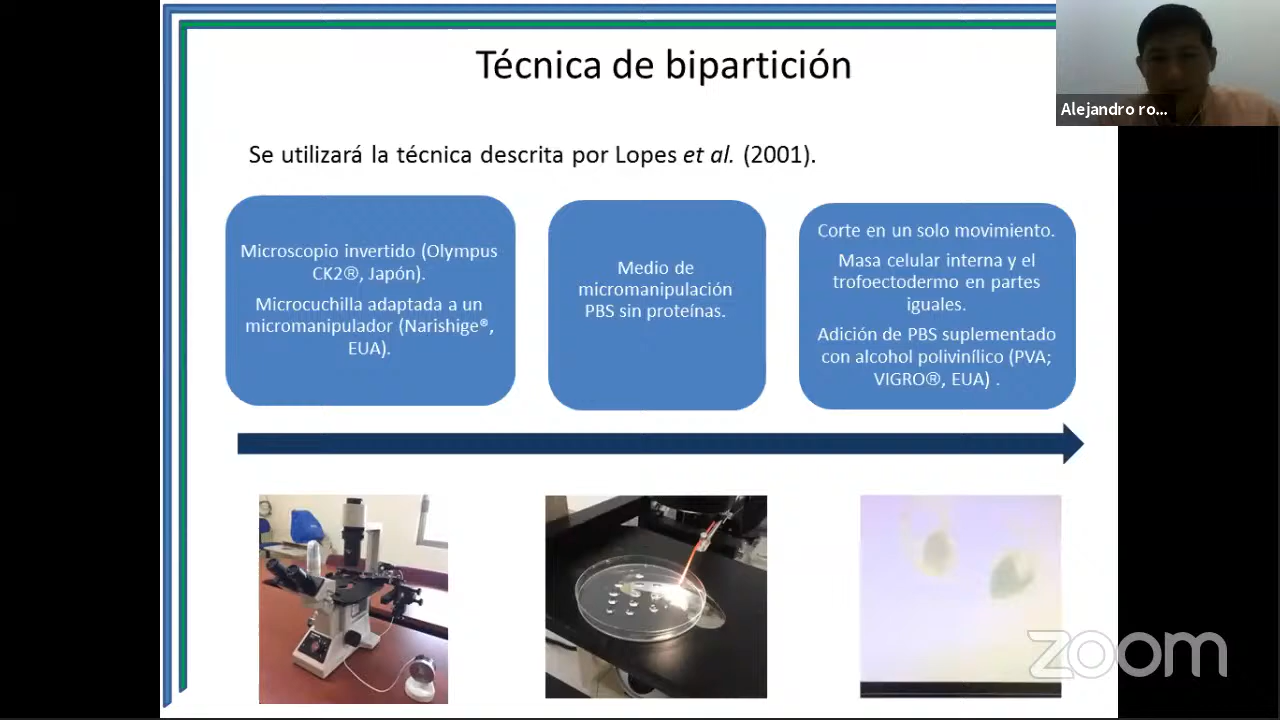 Técnica de bipartición
Alejandro ro...
Se utilizará la técnica descrita por Lopes et al. (2001).
Microscopio invertido (Olympus
CK2®, Japón).
Microcuchilla adaptada a un
micromanipulador (Narishige®,
EUA).
Medio de
micromanipulación
PBS sin proteínas.
Corte en un solo movimiento.
Masa celular interna y el
trofoectodermo en partes
iguales.
Adición de PBS suplementado
con alcohol polivinílico (PVA;
VIGRO®, EUA) .
zoom